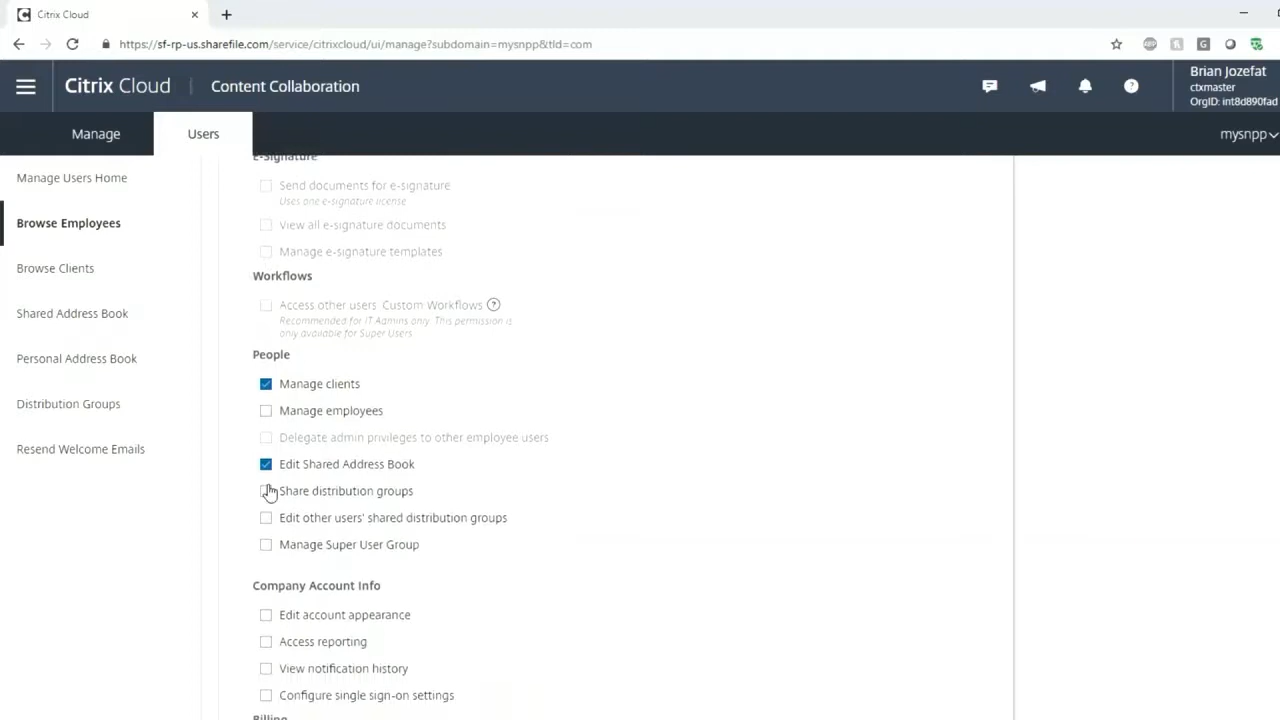 Citrix Cloud
https://sf-rp-us.sharefile.com/service/citrixcloud/ui/manage?subdomain=mysnpp&tld=com
Citrix Cloud
Content Collaboration
Brian Jozefat
ctxmaster
OrgID: int8d890fad
Manage
Users
mysnpp
Manage Users Home
Browse Employees
Browse Clients
Shared Address Book
Personal Address Book
Distribution Groups
Resend Welcome Emails
E-Signature
Send documents for e-signature
Uses one e-signature license
View all e-signature documents
Manage e-signature templates
Workflows
Access other users' Custom Workflows ?
Recommended for IT Admins only. This permission is
only available for Super Users
People
Manage clients
Manage employees
Delegate admin privileges to other employee users
Edit Shared Address Book
Share distribution groups
Edit other users' shared distribution groups
Manage Super User Group
Company Account Info
Edit account appearance
Access reporting
View notification history
Configure single sign-on settings
Billing